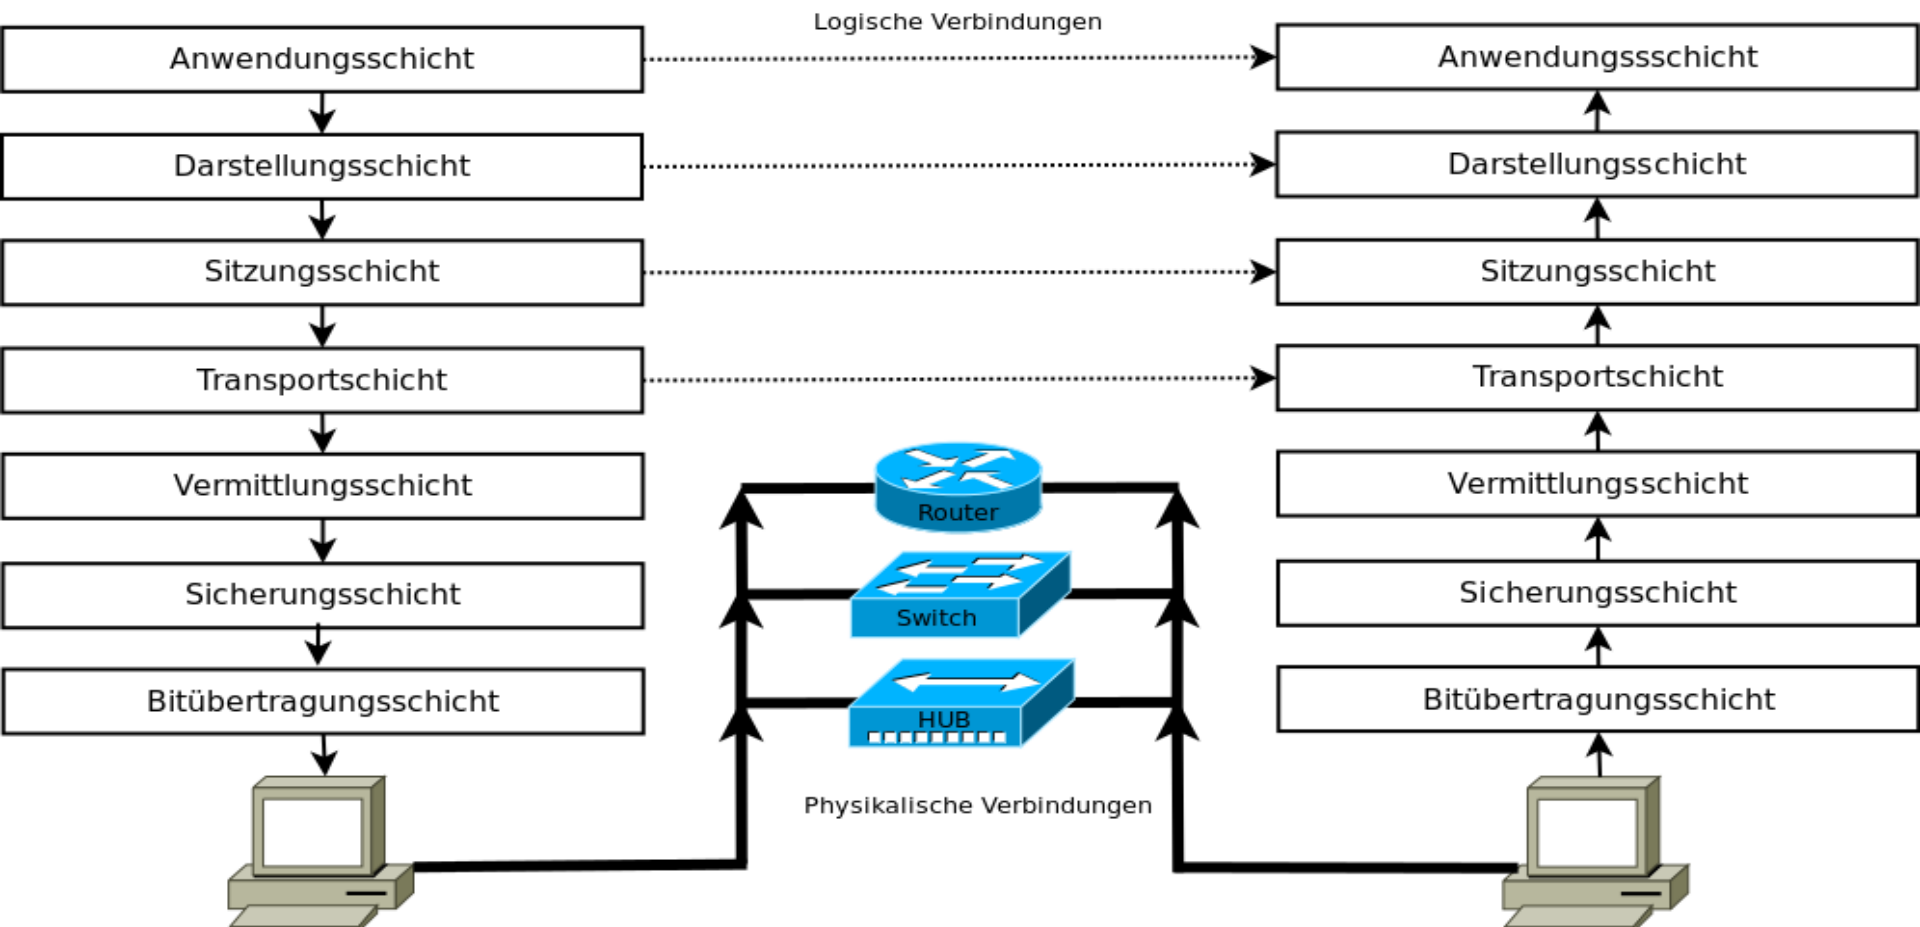 Logische Verbindungen
Anwendungsschicht
Anwendungssschicht
Darstellungsschicht
Darstellungsschicht
Sitzungsschicht
Sitzungsschicht
Transportschicht
Transportschicht
Vermittlungsschicht
Vermittlungsschicht
Router
Sicherungsschicht
Sicherungsschicht
Switch
Bitübertragungsschicht
Bitübertragungsschicht
HUB
Physikalische Verbindungen